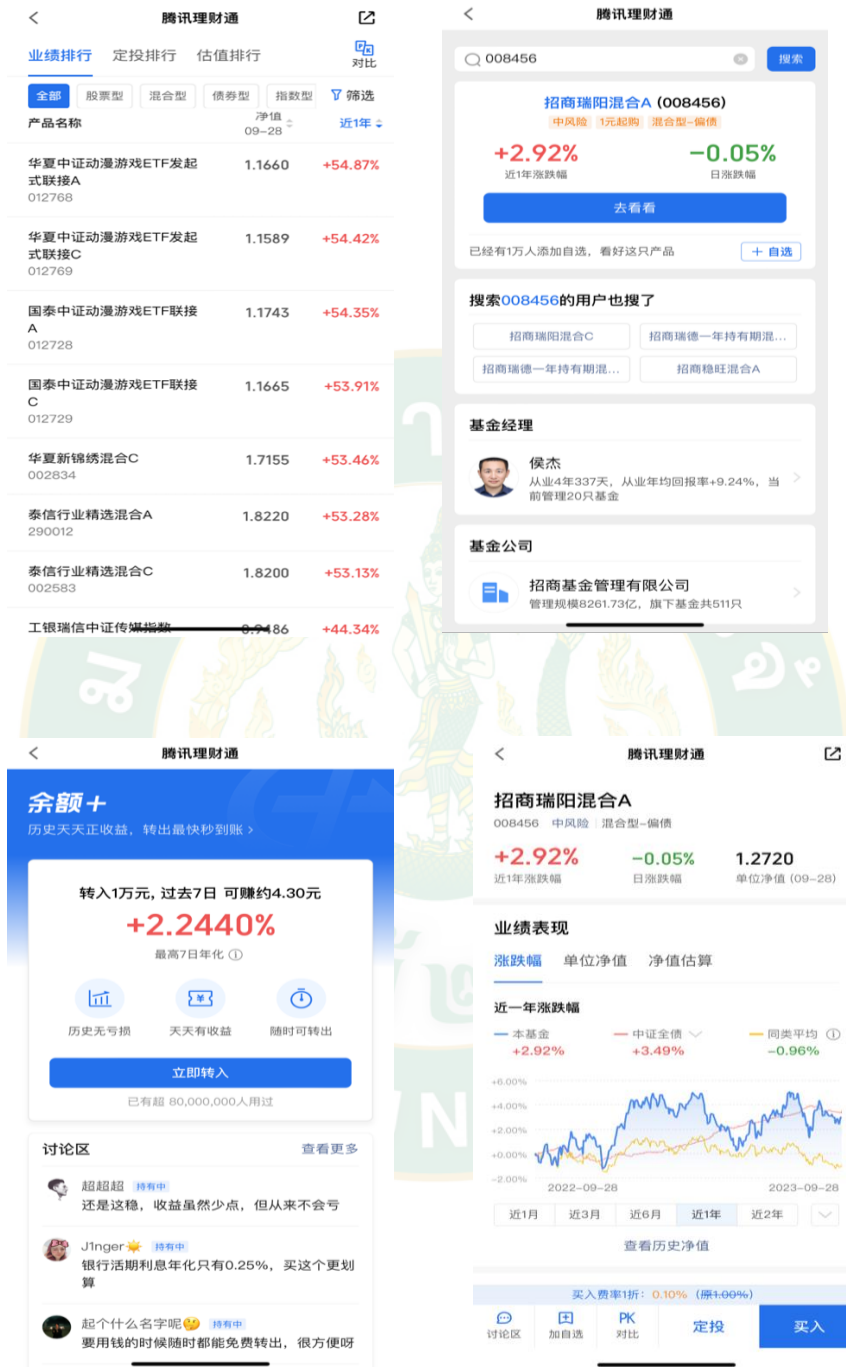 腾讯理财通
业绩排行 定投排行 估值排行 对比
全部 股票型 混合型 债券型 指数型 筛选
产品名称 净值 09-28 近1年
华夏中证动漫游戏ETF发起 1.1660 +54.87%
式联接A
012768
华夏中证动漫游戏ETF发起 1.1589 +54.42%
式联接C
012769
国泰中证动漫游戏ETF联接 1.1743 +54.35%
A
012728
国泰中证动漫游戏ETF联接 1.1665 +53.91%
C
012729
华夏新锦绣混合C 1.7155 +53.46%
002834
泰信行业精选混合A 1.8220 +53.28%
290012
泰信行业精选混合C 1.8200 +53.13%
002583
工银瑞信中证传媒指数 0.9486 +44.34%
腾讯理财通
008456 搜索
招商瑞阳混合A (008456)
中风险 1元起购 混合型-偏债
+2.92% -0.05%
近1年涨跌幅 日涨跌幅
去看看
已经有1万人添加自选，看好这只产品 + 自选
搜索008456的用户也搜了
招商瑞阳混合C 招商瑞德一年持有期混...
招商瑞德一年持有期混... 招商稳旺混合A
基金经理
侯杰
从业4年337天，从业年均回报率+9.24%，当
前管理20只基金
基金公司
招商基金管理有限公司
管理规模8261.73亿，旗下基金共511只
腾讯理财通
余额+
历史天天正收益，转出最快秒到账 >
转入1万元, 过去7日 可赚约4.30元
+2.2440%
最高7日年化
历史无亏损 天天有收益 随时可转出
立即转入
已有超 80,000,000人用过
讨论区 查看更多
超超超 持有中
还是这稳，收益虽然少点，但从来不会亏
J1nger 持有中
银行活期利息年化只有0.25%，买这个更划
算
起个什么名字呢 持有中
要用钱的时候随时都能免费转出，很方便呀
腾讯理财通
招商瑞阳混合A
008456 中风险 混合型-偏债
+2.92% -0.05% 1.2720
近1年涨跌幅 日涨跌幅 单位净值 (09-28)
业绩表现
涨跌幅 单位净值 净值估算
近一年涨跌幅
本基金 中证全债 同类平均
+2.92% +3.49% -0.96%
+6.00%
+4.00%
+2.00%
+0.00%
-2.00%
2022-09-28 2023-09-28
近1月 近3月 近6月 近1年 近2年
查看历史净值
买入费率1折: 0.10% (原1.00%)
讨论区 加自选 PK 对比 定投 买入